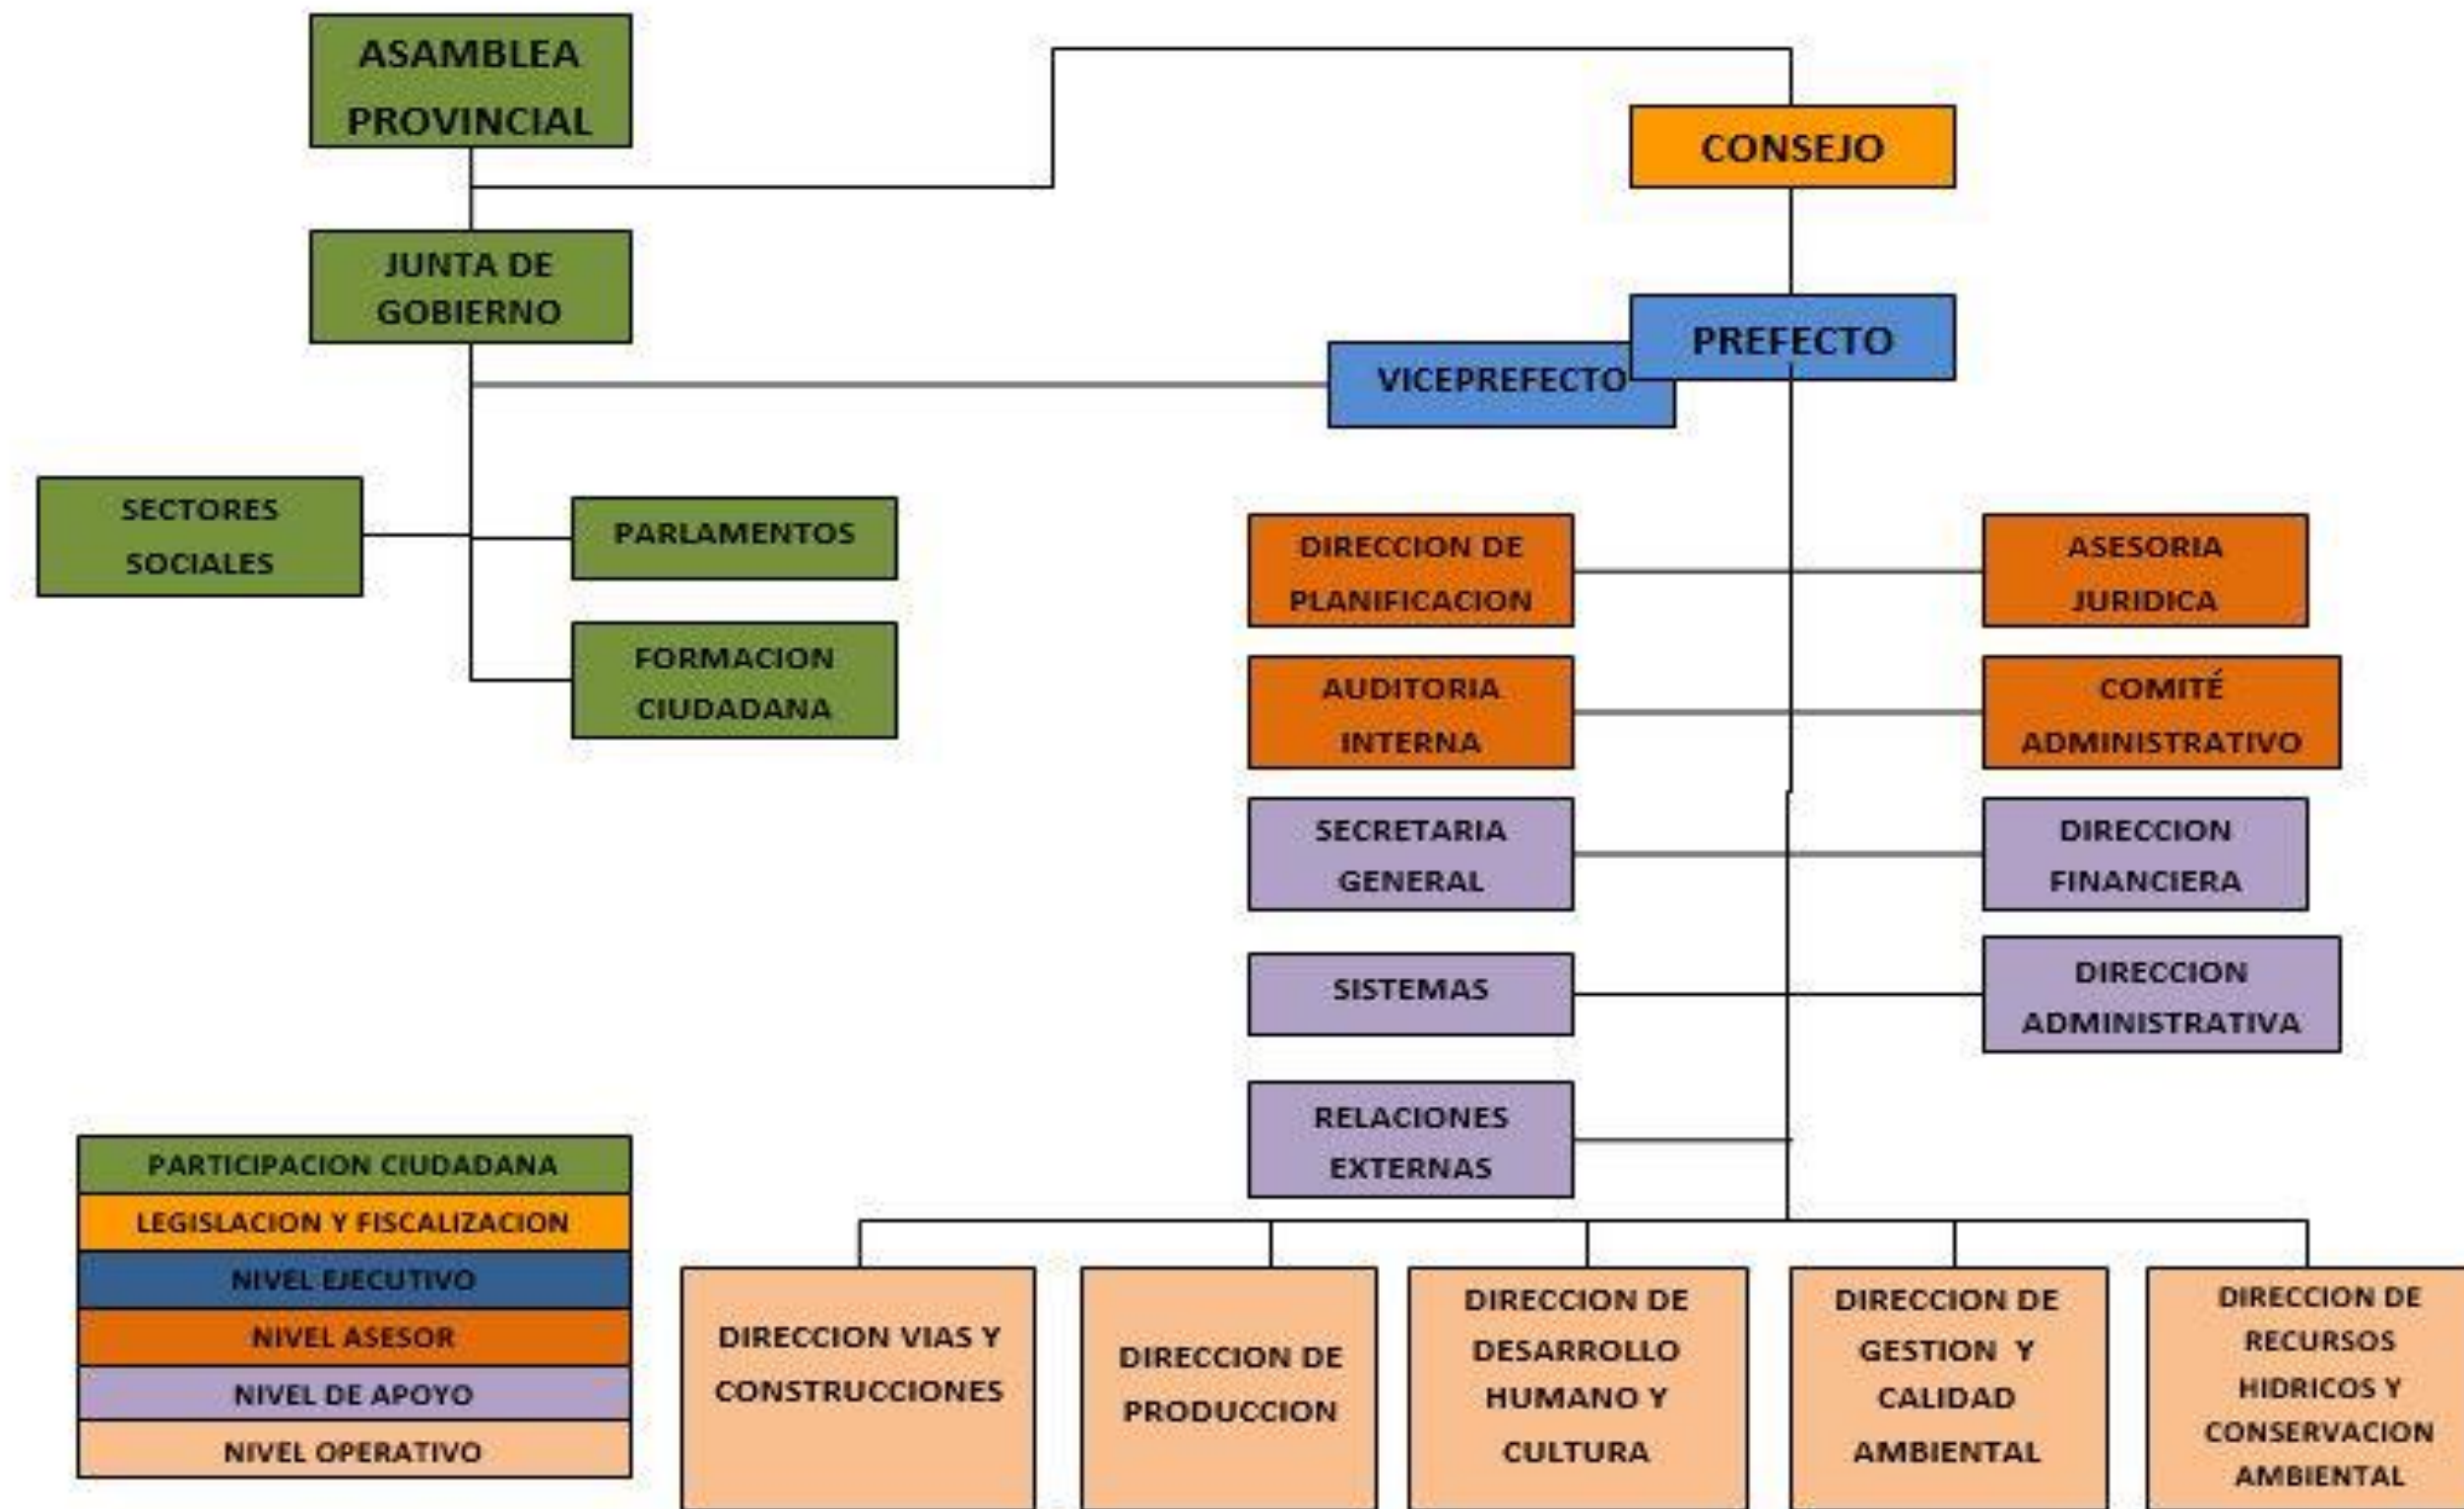 ASAMBLEA
PROVINCIAL
CONSEJO
JUNTA DE
GOBIERNO
PREFECTO
VICEPREFECTO
SECTORES
SOCIALES
PARLAMENTOS
FORMACION
CIUDADANA
DIRECCION DE
PLANIFICACION
ASESORIA
JURIDICA
AUDITORIA
INTERNA
COMITÉ
ADMINISTRATIVO
SECRETARIA
GENERAL
DIRECCION
FINANCIERA
SISTEMAS
DIRECCION
ADMINISTRATIVA
RELACIONES
EXTERNAS
PARTICIPACION CIUDADANA
LEGISLACION Y FISCALIZACION
NIVEL EJECUTIVO
NIVEL ASESOR
NIVEL DE APOYO
NIVEL OPERATIVO
DIRECCION VIAS Y
CONSTRUCCIONES
DIRECCION DE
PRODUCCION
DIRECCION DE
DESARROLLO
HUMANO Y
CULTURA
DIRECCION DE
GESTION Y
CALIDAD
AMBIENTAL
DIRECCION DE
RECURSOS
HIDRICOS Y
CONSERVACION
AMBIENTAL